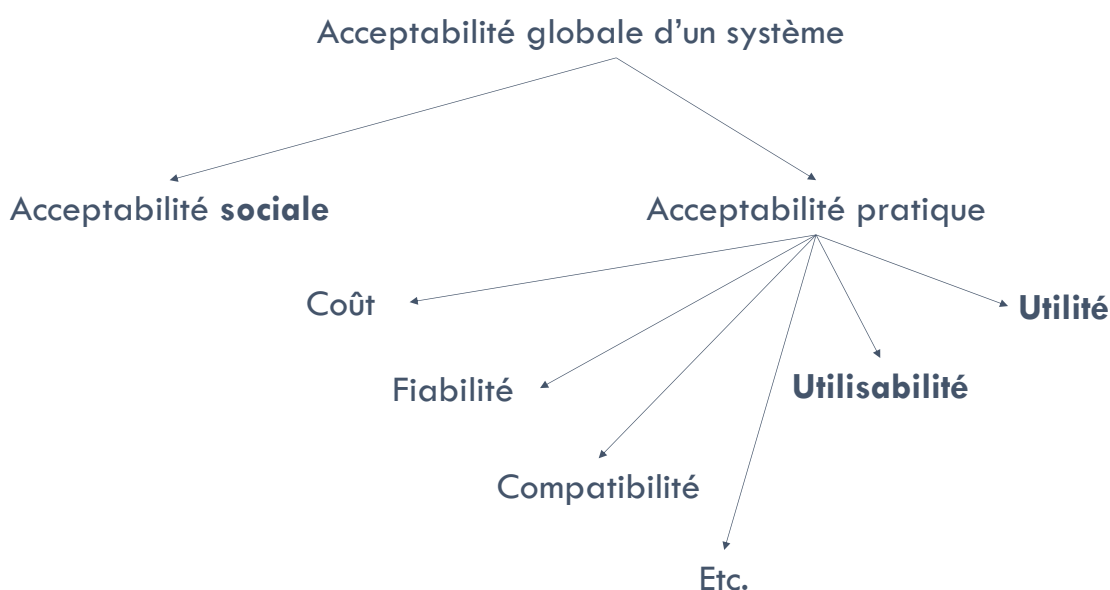 Acceptabilité globale d’un système
Acceptabilité sociale
Acceptabilité pratique
Coût
Utilité
Fiabilité
Utilisabilité
Compatibilité
Etc.